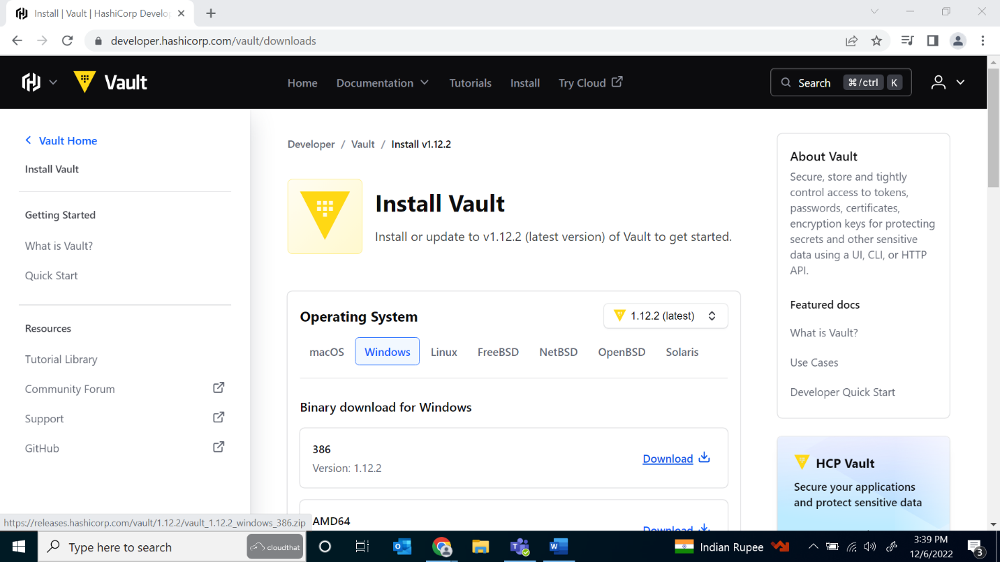 Install | Vault | HashiCorp Develo
developer.hashicorp.com/vault/downloads
Vault
Home
Documentation
Tutorials
Install
Try Cloud
Search
⌘/ctrl
K
Vault Home
Install Vault
Getting Started
What is Vault?
Quick Start
Resources
Tutorial Library
Community Forum
Support
GitHub
Developer / Vault / Install v1.12.2
Install Vault
Install or update to v1.12.2 (latest version) of Vault to get started.
Operating System
1.12.2 (latest)
macOS
Windows
Linux
FreeBSD
NetBSD
OpenBSD
Solaris
Binary download for Windows
386
Version: 1.12.2
Download
AMD64
Download
About Vault
Secure, store and tightly
control access to tokens,
passwords, certificates,
encryption keys for protecting
secrets and other sensitive
data using a UI, CLI, or HTTP
API.
Featured docs
What is Vault?
Use Cases
Developer Quick Start
HCP Vault
Secure your applications
and protect sensitive data
https://releases.hashicorp.com/vault/1.12.2/vault_1.12.2_windows_386.zip
Type here to search
cloudthat
Indian Rupee
3:39 PM
12/6/2022
3